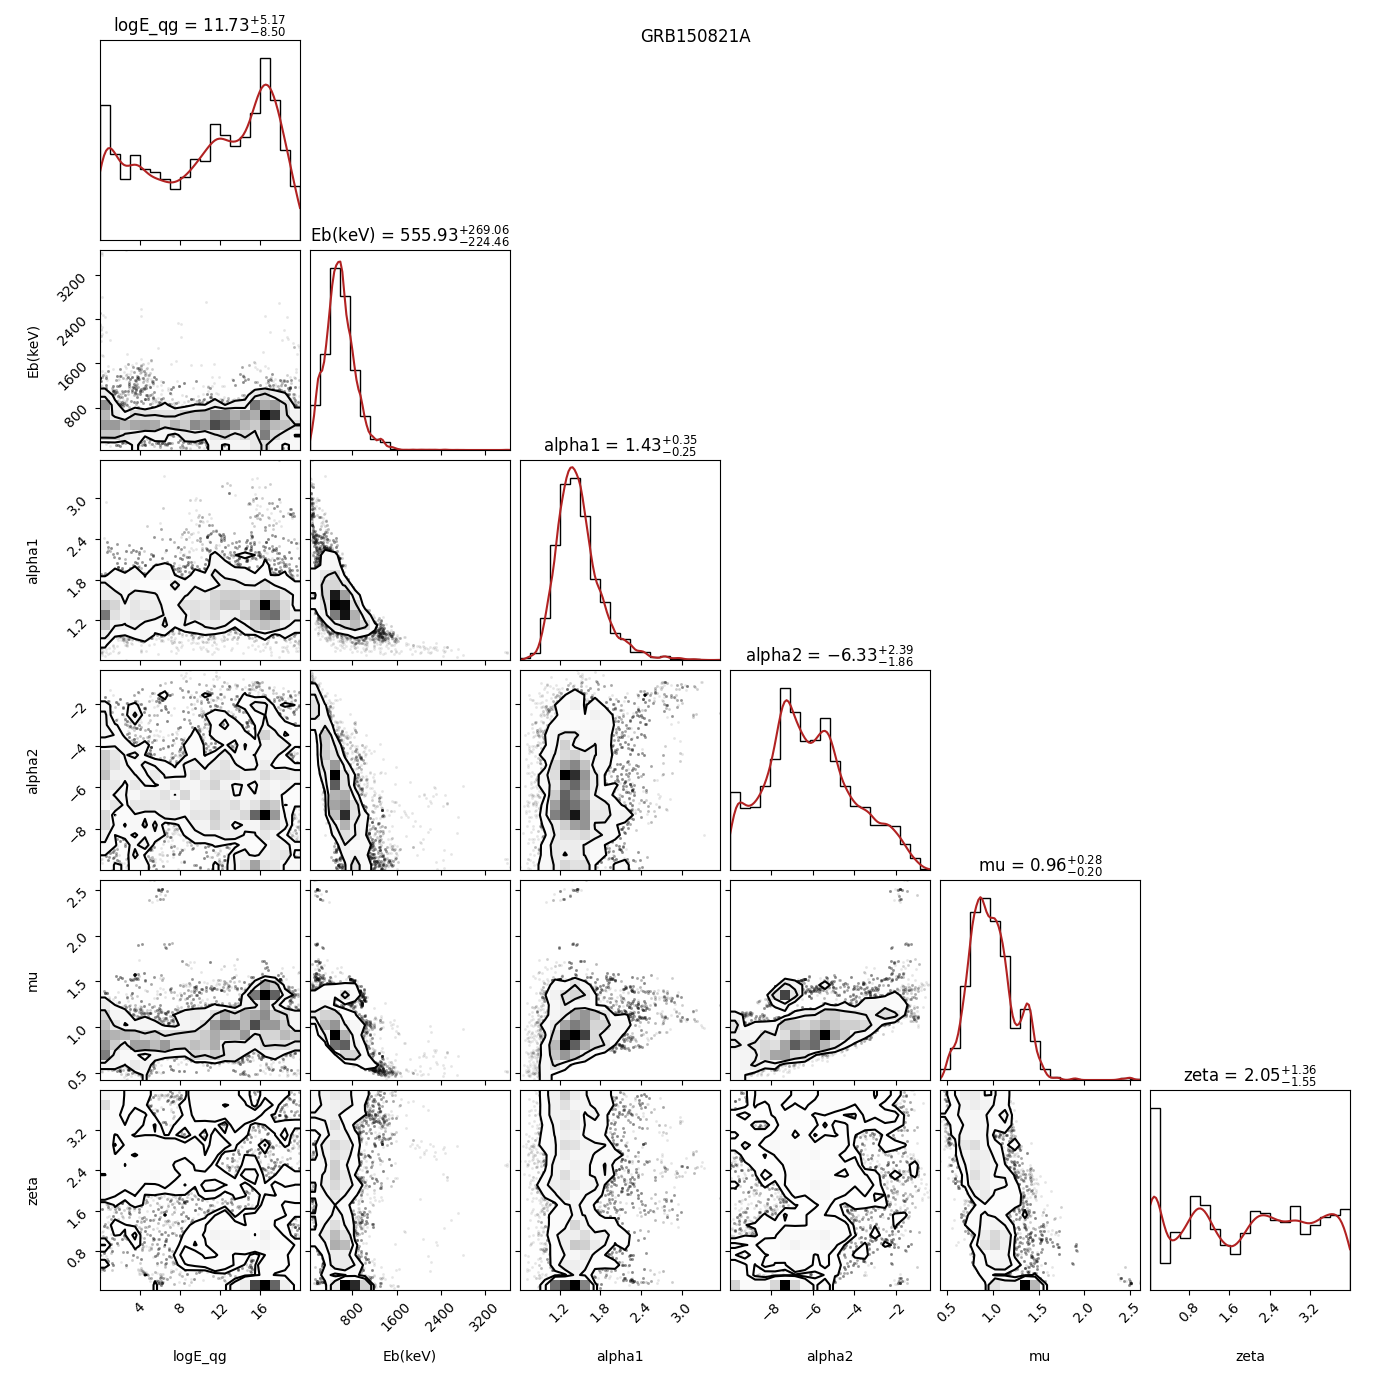 logE_qg = 11.73+5.17 −8.50
GRB150821A
Eb(keV) = 555.93+269.06 −224.46
3200
2400
1600
800
Eb(keV)
alpha1 = 1.43+0.35 −0.25
3.0
2.4
1.8
1.2
alpha1
alpha2 = −6.33+2.39 −1.86
−2
−4
−6
−8
alpha2
mu = 0.96+0.28 −0.20
2.5
2.0
1.5
1.0
0.5
mu
zeta = 2.05+1.36 −1.55
3.2
2.4
1.6
0.8
zeta
4 8 12 16
800 1600 2400 3200
1.2 1.8 2.4 3.0
−8 −6 −4 −2
0.5 1.0 1.5 2.0 2.5
0.8 1.6 2.4 3.2
logE_qg Eb(keV) alpha1 alpha2 mu zeta